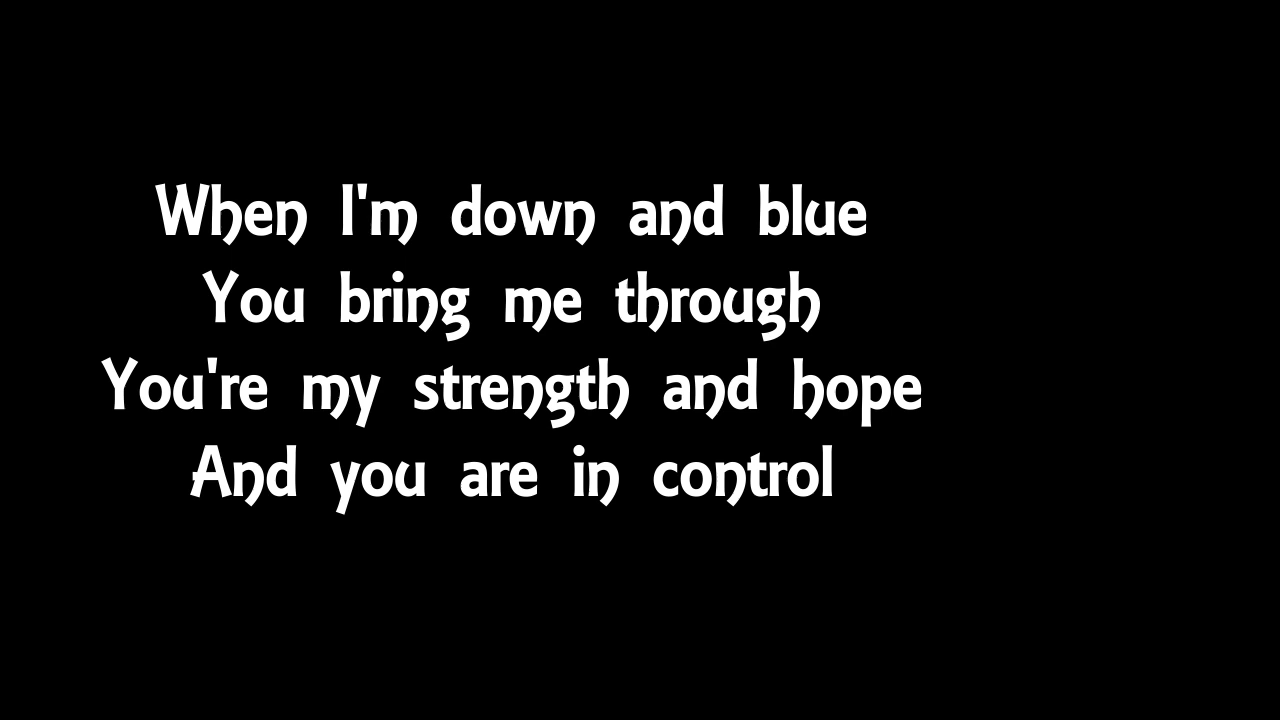 When I'm down and blue
You bring me through
You're my strength and hope
And you are in control